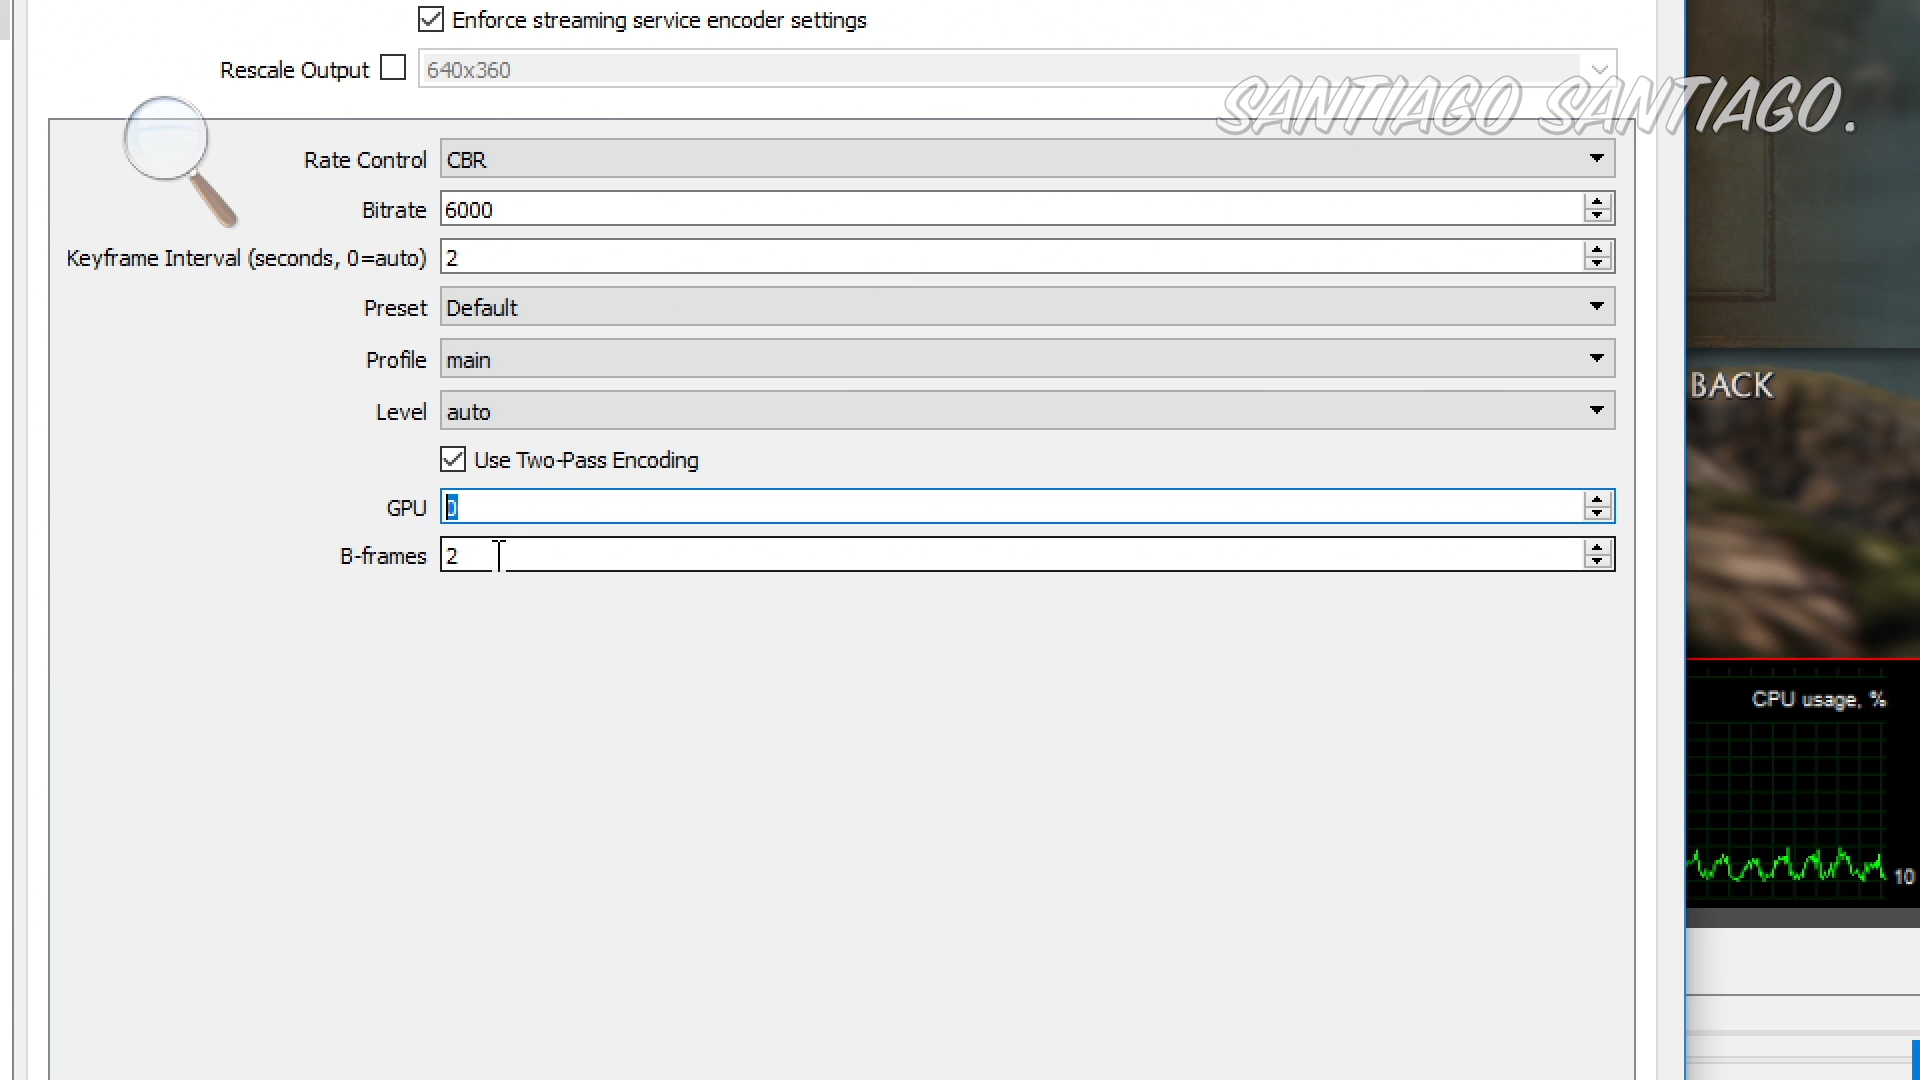 Enforce streaming service encoder settings
Rescale Output 640x360
SANTIAGO SANTIAGO.
Rate Control CBR
Bitrate 6000
Keyframe Interval (seconds, 0=auto) 2
Preset Default
Profile main
BACK
Level auto
Use Two-Pass Encoding
GPU 0
B-frames 2
CPU usage, %
10